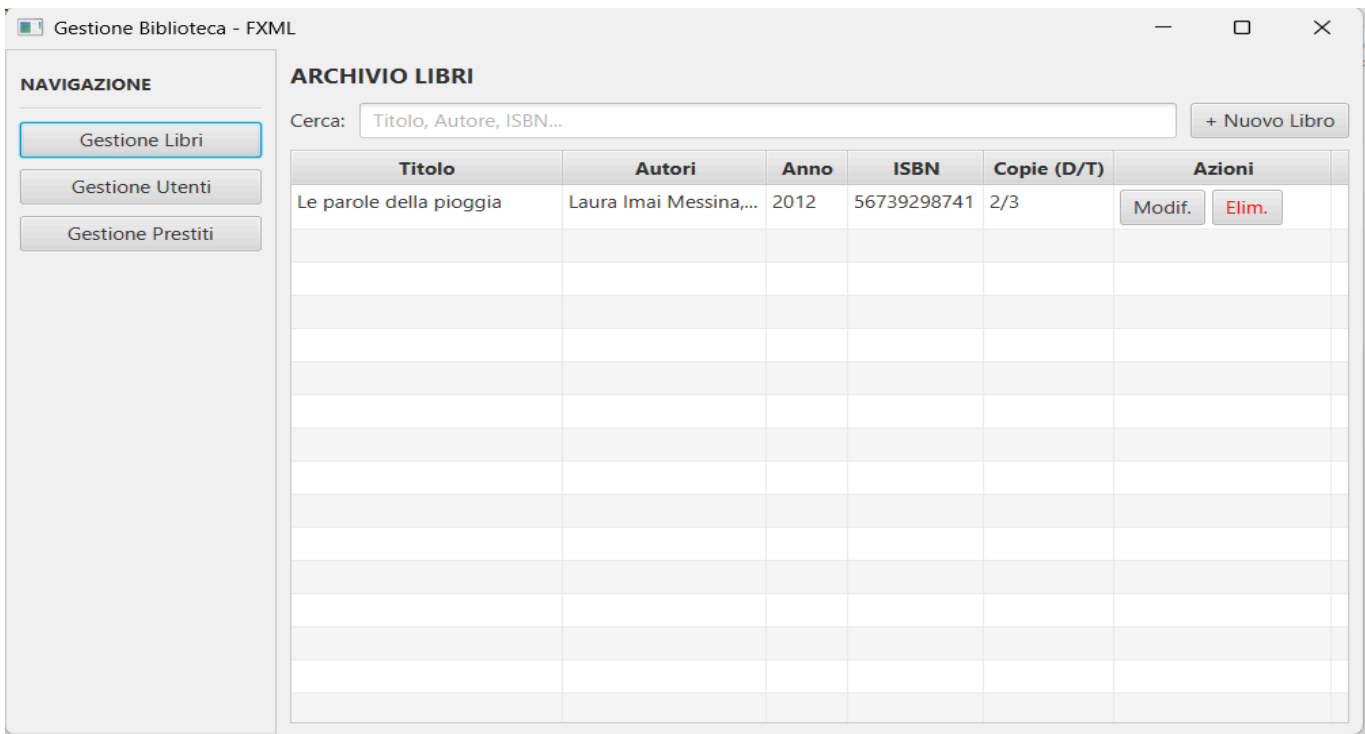 Gestione Biblioteca - FXML
NAVIGAZIONE
Gestione Libri
Gestione Utenti
Gestione Prestiti
ARCHIVIO LIBRI
Cerca: Titolo, Autore, ISBN...
+ Nuovo Libro
Titolo Autori Anno ISBN Copie (D/T) Azioni
Le parole della pioggia Laura Imai Messina,... 2012 56739298741 2/3 Modif. Elim.